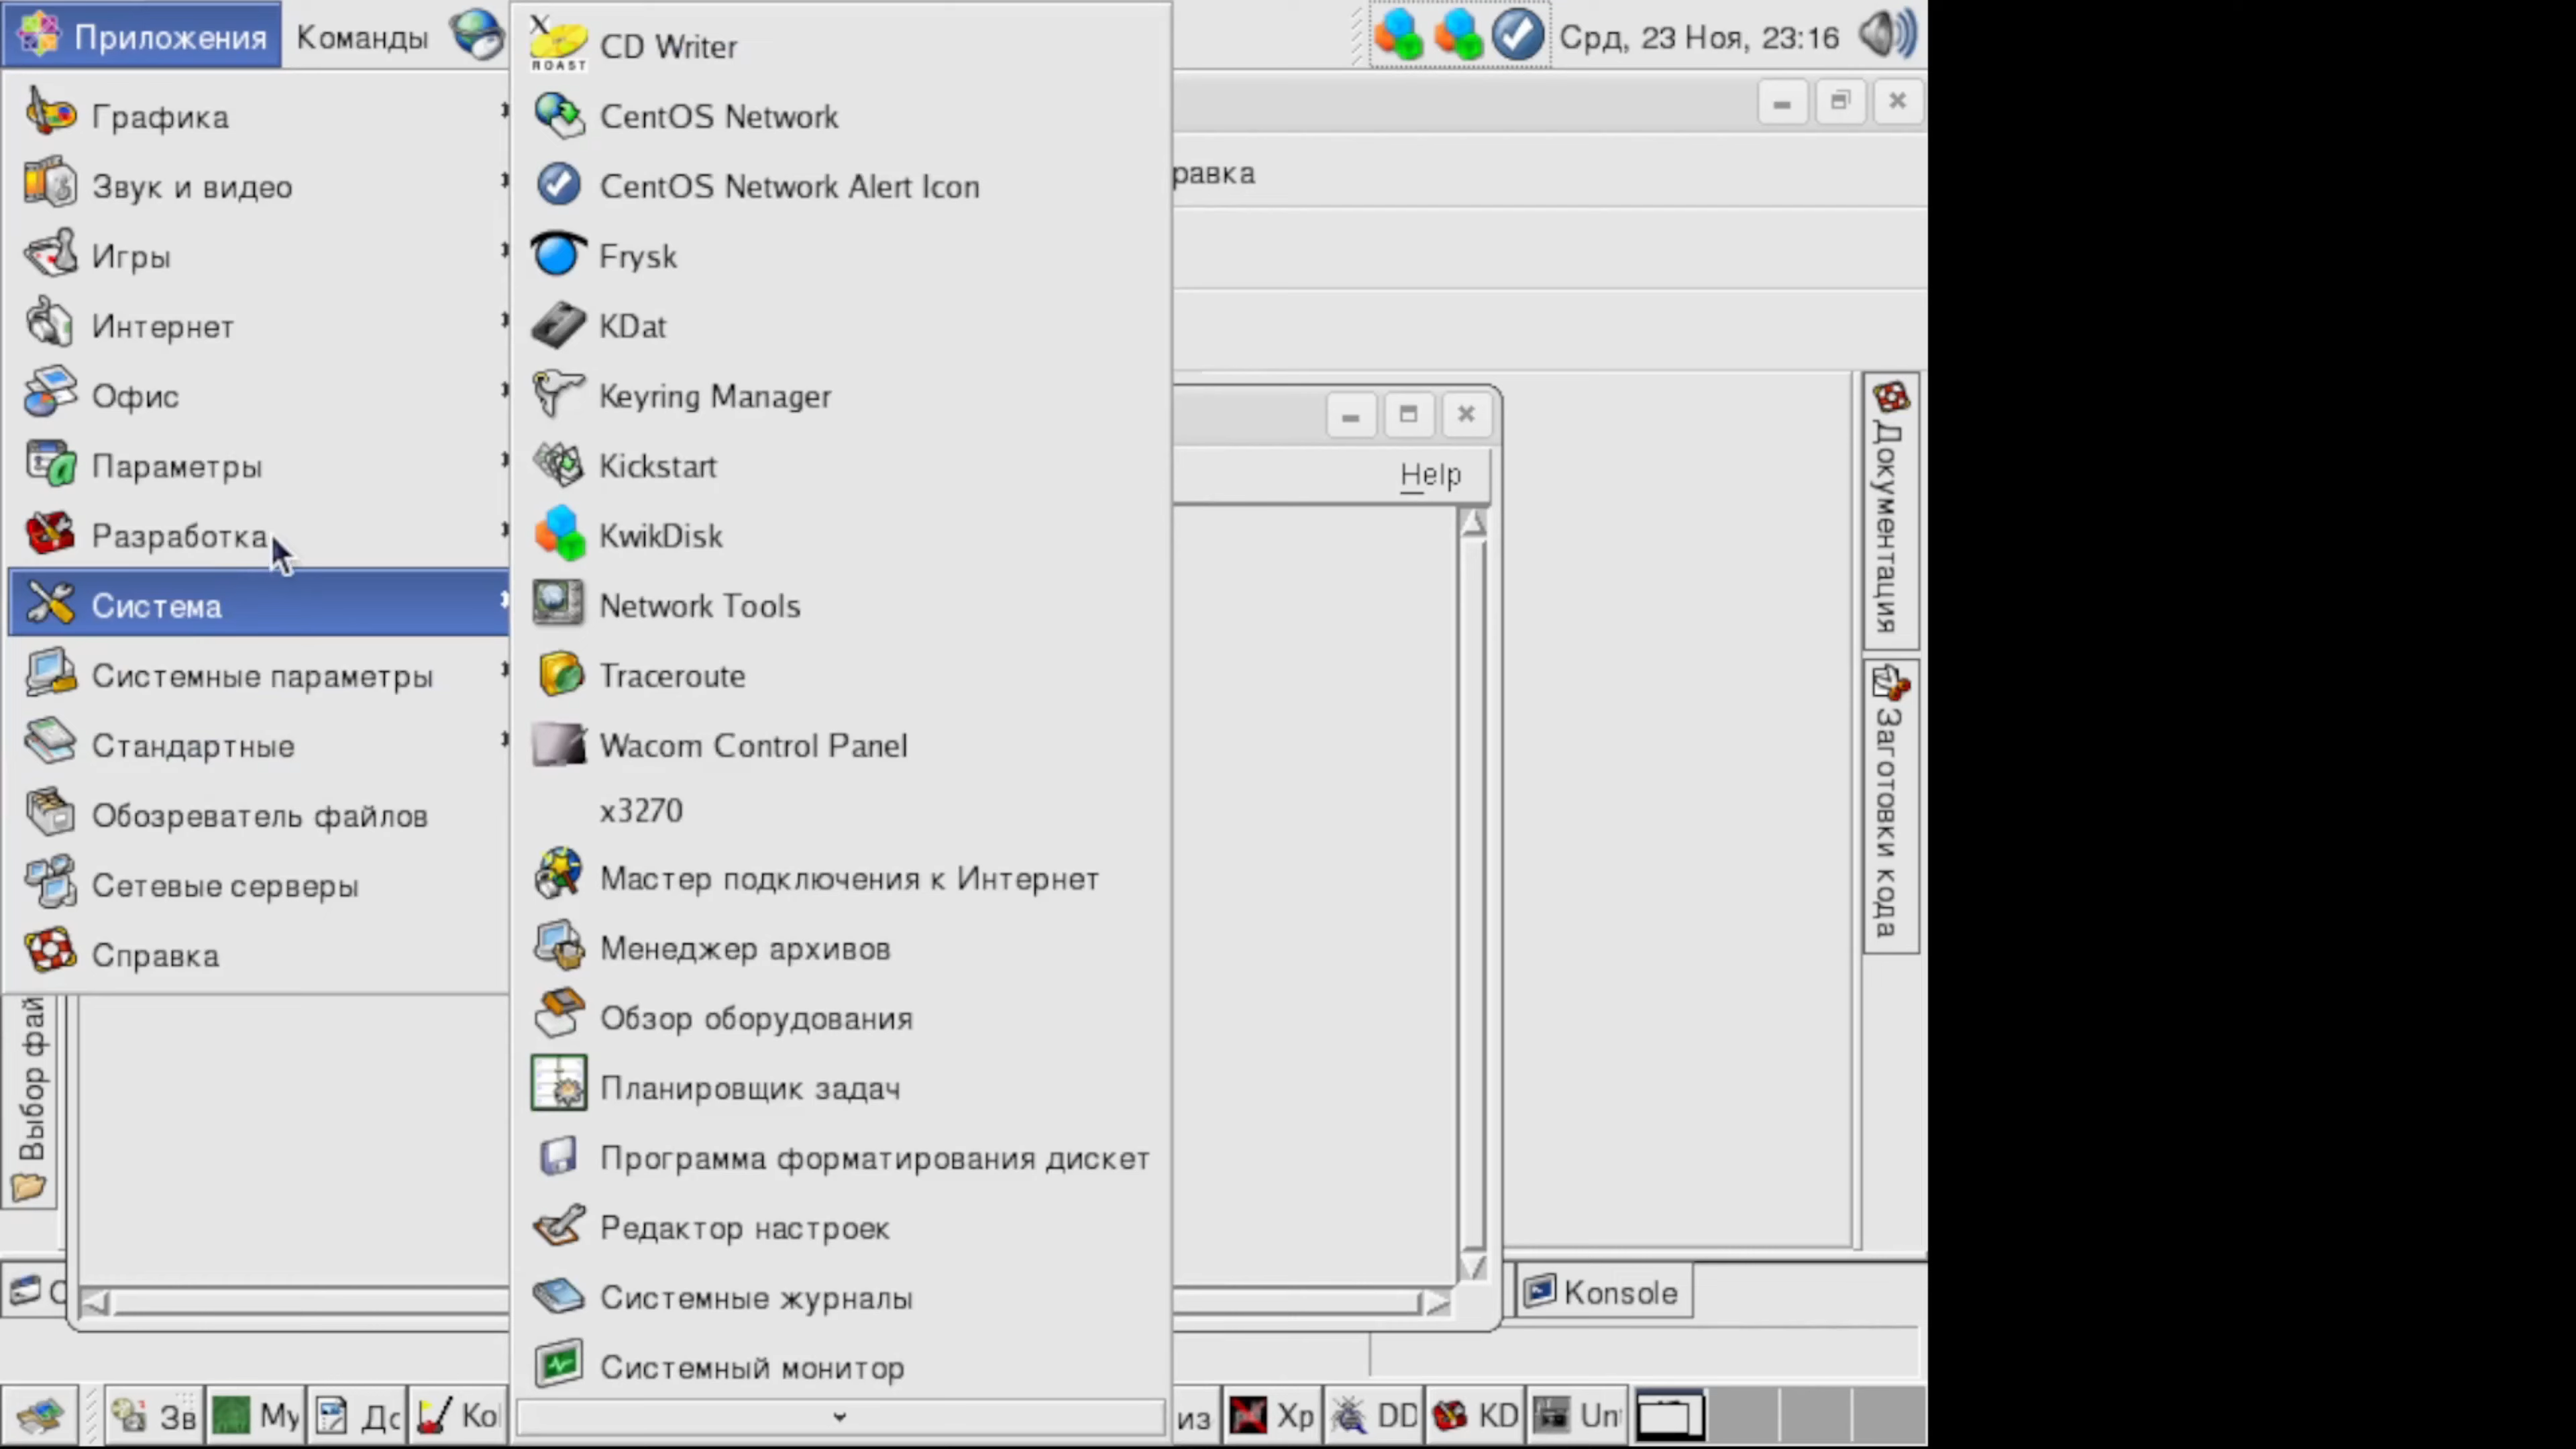 Приложения
Команды
Срд, 23 Ноя, 23:16
Графика
Звук и видео
Игры
Интернет
Офис
Параметры
Разработка
Система
Системные параметры
Стандартные
Обозреватель файлов
Сетевые серверы
Справка
X
ROAST
CD Writer
CentOS Network
CentOS Network Alert Icon
Frysk
KDat
Keyring Manager
Kickstart
KwikDisk
Network Tools
Traceroute
Wacom Control Panel
x3270
Мастер подключения к Интернет
Менеджер архивов
Обзор оборудования
Планировщик задач
Программа форматирования дискет
Редактор настроек
Системные журналы
Системный монитор
равка
Help
Документация
Заготовки кода
Выбор фай
Konsole
Зв
My
До
Ko
из
Xp
DD
KD
Un